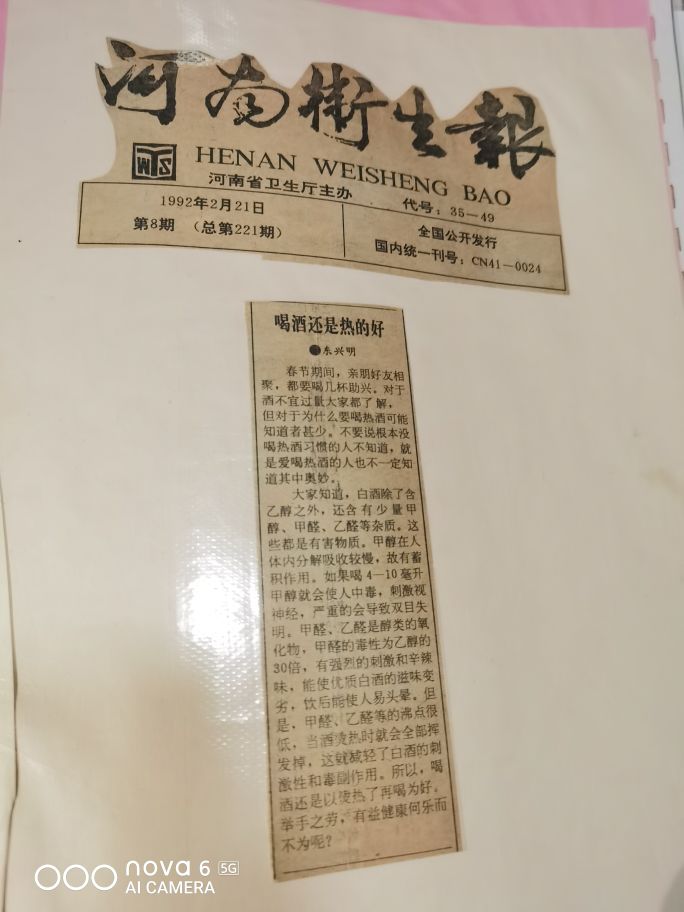 河南衛生報
WTS
HENAN WEISHENG BAO
河南省卫生厅主办 代号：35—49
1992年2月21日
第8期 （总第221期）
全国公开发行
国内统一刊号：CN41—0024
喝酒还是热的好
●东兴明
春节期间，亲朋好友相
聚，都要喝几杯助兴。对于
酒不宜过量大家都了解，
但对于为什么要喝热酒可能
知道者甚少。不要说根本没
喝热酒习惯的人不知道，就
是爱喝热酒的人也不一定知
道其中奥妙。
大家知道，白酒除了含
乙醇之外，还含有少量甲
醇、甲醛、乙醛等杂质。这
些都是有害物质。甲醇在人
体内分解吸收较慢，故有蓄
积作用。如果喝4—10毫升
甲醇就会使人中毒，刺激视
神经，严重的会导致双目失
明。甲醛、乙醛是醇类的氧
化物，甲醛的毒性为乙醇的
30倍，有强烈的刺激和辛辣
味，能使优质白酒的滋味变
劣，饮后能使人易头晕。但
是，甲醛、乙醛等的沸点很
低，当酒烫热时就会全部挥
发掉，这就减轻了白酒的刺
激性和毒副作用。所以，喝
酒还是以烫热了再喝为好。
举手之劳，有益健康何乐而
不为呢？
nova 6 5G
AI CAMERA